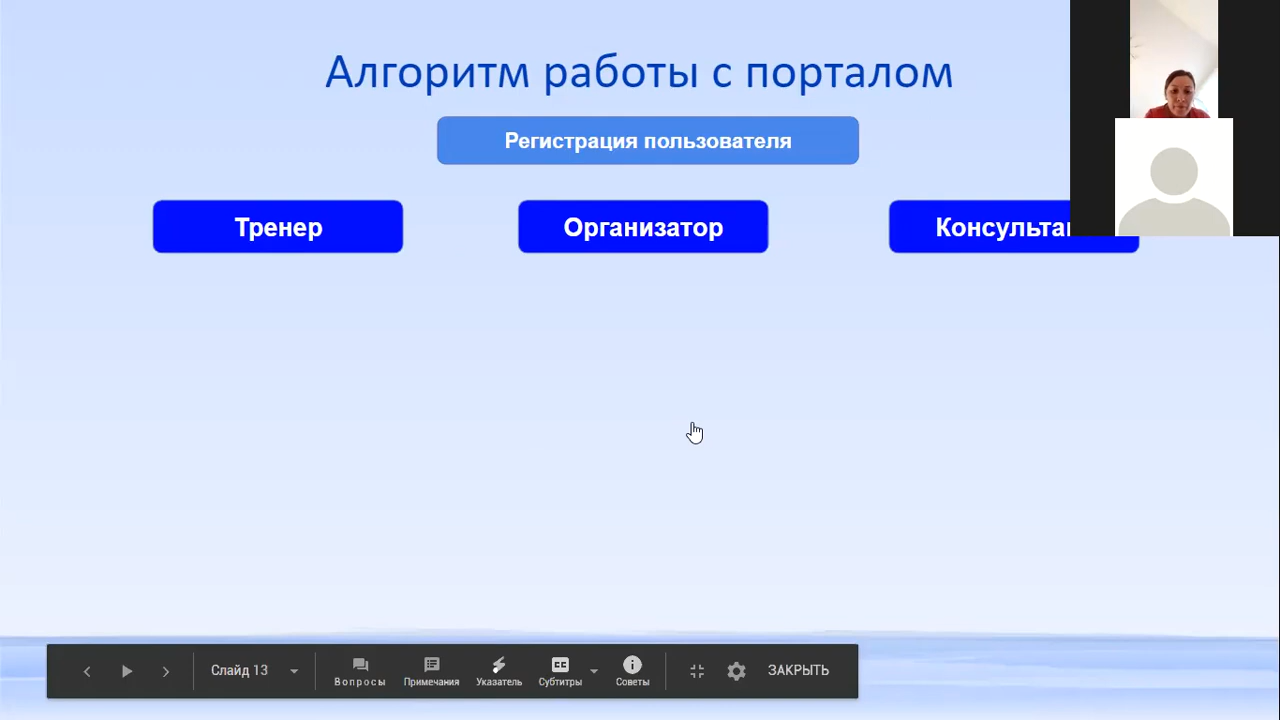 Алгоритм работы с порталом
Регистрация пользователя
Тренер
Организатор
Слайд 13
Вопросы
Примечания
Указатель
Субтитры
Советы
ЗАКРЫТЬ